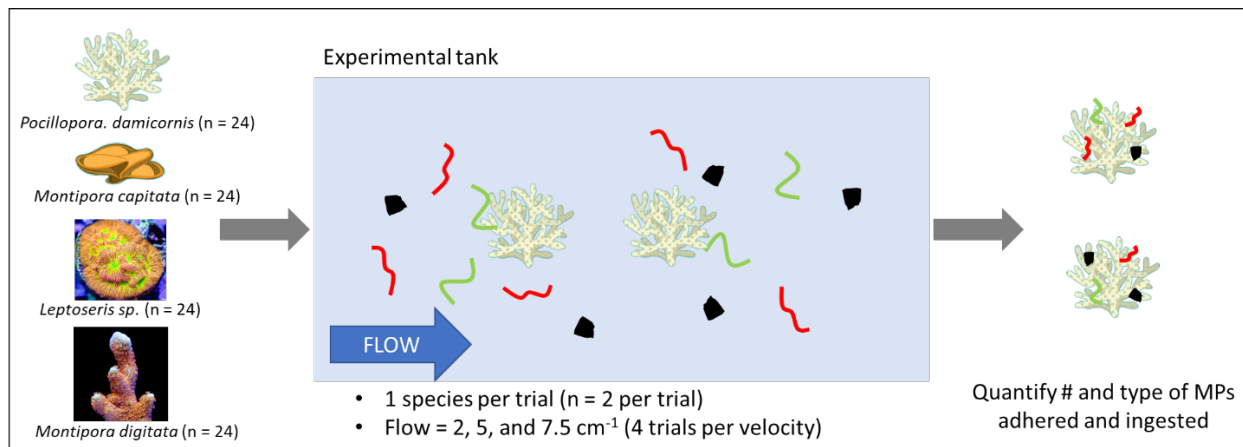 Experimental tank
Pocillopora. damicornis (n = 24)
Montipora capitata (n = 24)
Leptoseris sp. (n = 24)
Montipora digitata (n = 24)
FLOW
• 1 species per trial (n = 2 per trial)
• Flow = 2, 5, and 7.5 cm⁻¹ (4 trials per velocity)
Quantify # and type of MPs
adhered and ingested